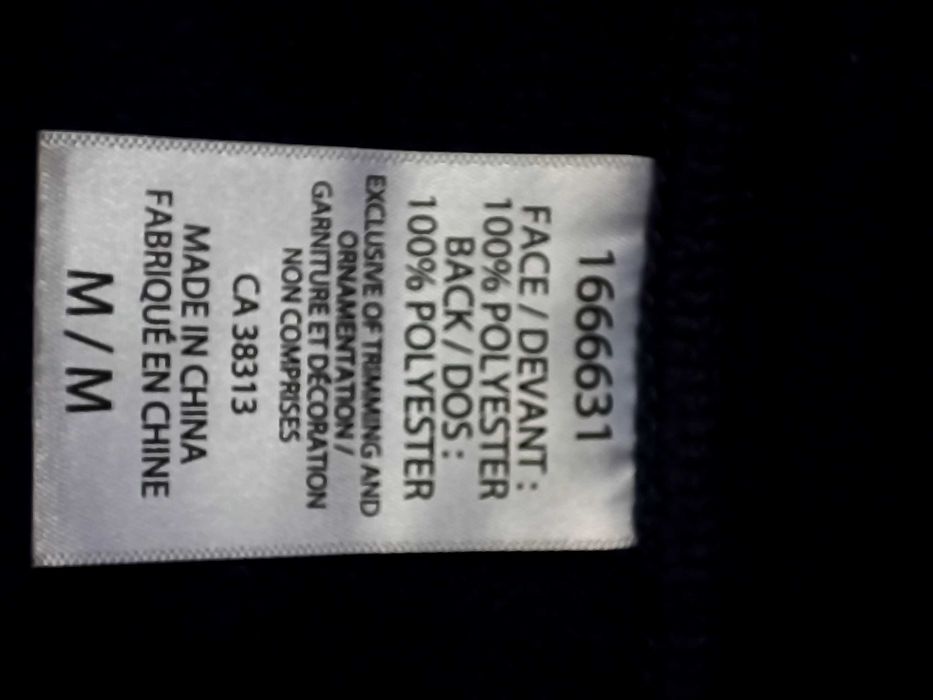 1666631
FACE / DEVANT :
100% POLYESTER
BACK / DOS :
100% POLYESTER
EXCLUSIVE OF TRIMMING AND
ORNAMENTATION /
GARNITURE ET DÉCORATION
NON COMPRISES
CA 38313
MADE IN CHINA
FABRIQUÉ EN CHINE
M / M